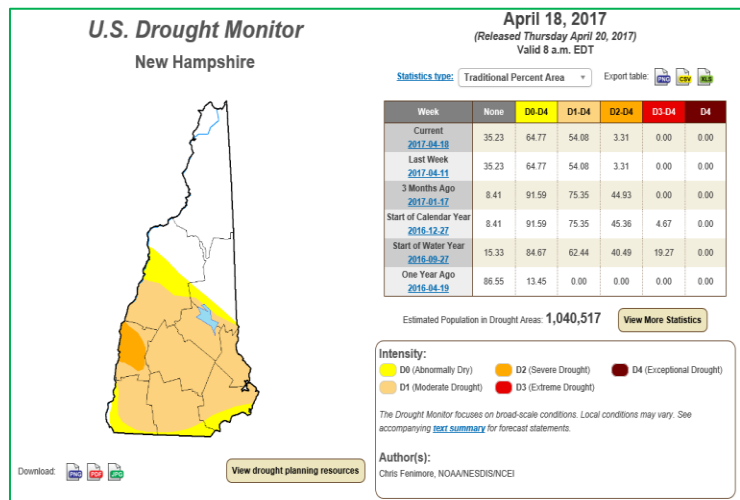 U.S. Drought Monitor
New Hampshire
Download: PNG PDF JPG
View drought planning resources
April 18, 2017
(Released Thursday April 20, 2017)
Valid 8 a.m. EDT
Statistics type: Traditional Percent Area Export table: PNG CSV XLS
Week None D0-D4 D1-D4 D2-D4 D3-D4 D4
Current
2017-04-18 35.23 64.77 54.08 3.31 0.00 0.00
Last Week
2017-04-11 35.23 64.77 54.08 3.31 0.00 0.00
3 Months Ago
2017-01-17 8.41 91.59 75.35 44.93 0.00 0.00
Start of Calendar Year
2016-12-27 8.41 91.59 75.35 45.36 4.67 0.00
Start of Water Year
2016-09-27 15.33 84.67 62.44 40.49 19.27 0.00
One Year Ago
2016-04-19 86.55 13.45 0.00 0.00 0.00 0.00
Estimated Population in Drought Areas: 1,040,517 View More Statistics
Intensity:
D0 (Abnormally Dry) D2 (Severe Drought) D4 (Exceptional Drought)
D1 (Moderate Drought) D3 (Extreme Drought)
The Drought Monitor focuses on broad-scale conditions. Local conditions may vary. See
accompanying text summary for forecast statements.
Author(s):
Chris Fenimore, NOAA/NESDIS/NCEI